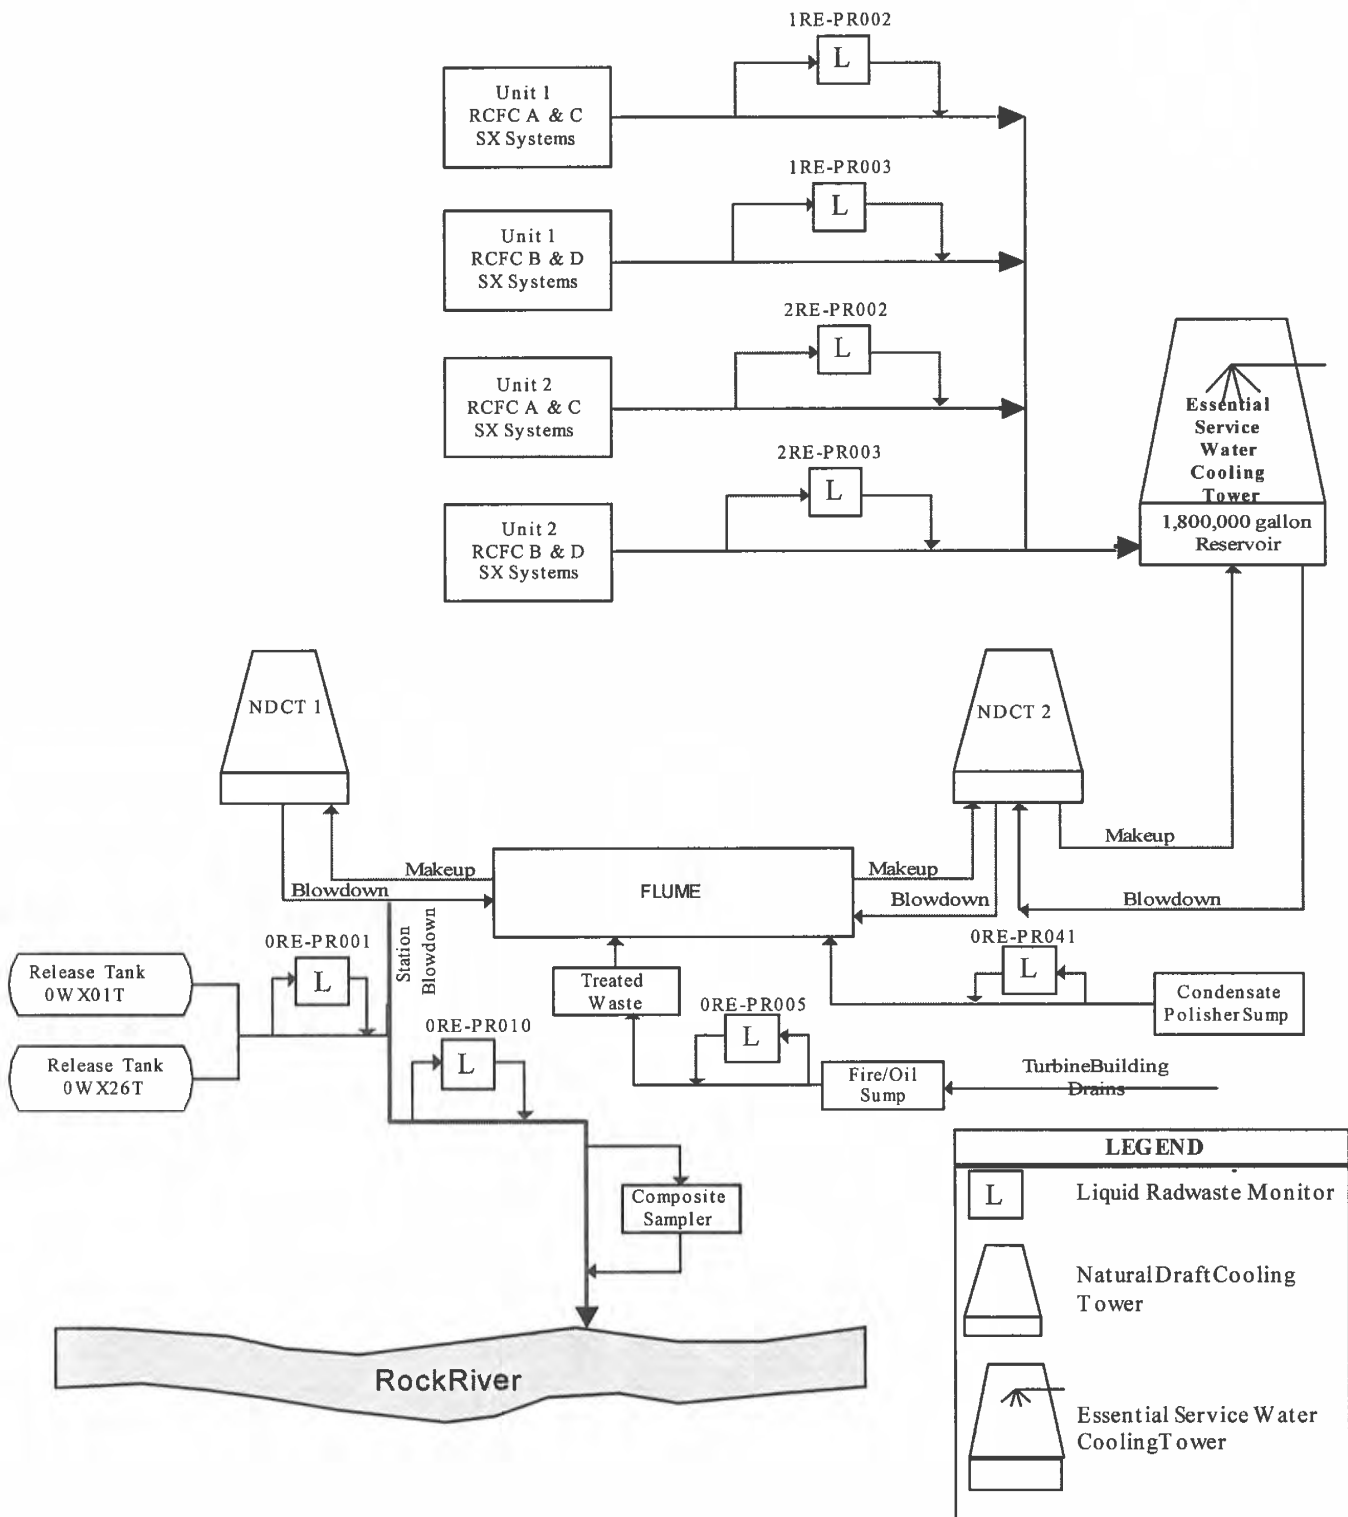 1RE-PR002
L
Unit 1
RCFC A & C
SX Systems
1RE-PR003
L
Unit 1
RCFC B & D
SX Systems
2RE-PR002
L
Unit 2
RCFC A & C
SX Systems
2RE-PR003
L
Unit 2
RCFC B & D
SX Systems
Essential
Service
Water
Cooling
Tower
1,800,000 gallon
Reservoir
NDCT 1
NDCT 2
Makeup
Blowdown
FLUME
Makeup
Blowdown
Makeup
Blowdown
Station
Blowdown
0RE-PR001
L
Release Tank
0WX01T
Release Tank
0WX26T
0RE-PR010
L
Treated
Waste
0RE-PR005
L
0RE-PR041
L
Condensate
Polisher Sump
Fire/Oil
Sump
TurbineBuilding
Drains
Composite
Sampler
RockRiver
LEGEND
L
Liquid Radwaste Monitor
Natural Draft Cooling
Tower
Essential Service Water
CoolingTower